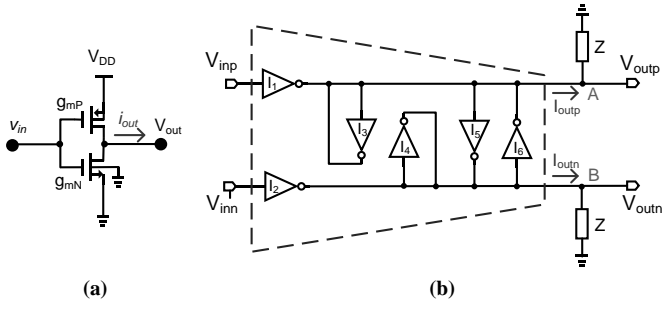 V_DD
g_mP
v_in
i_out
V_out
g_mN
(a)
V_inp
I_1
I_3
I_4
I_5
I_6
Z
V_outp
A
I_outp
I_outn
B
V_inn
I_2
V_outn
Z
(b)